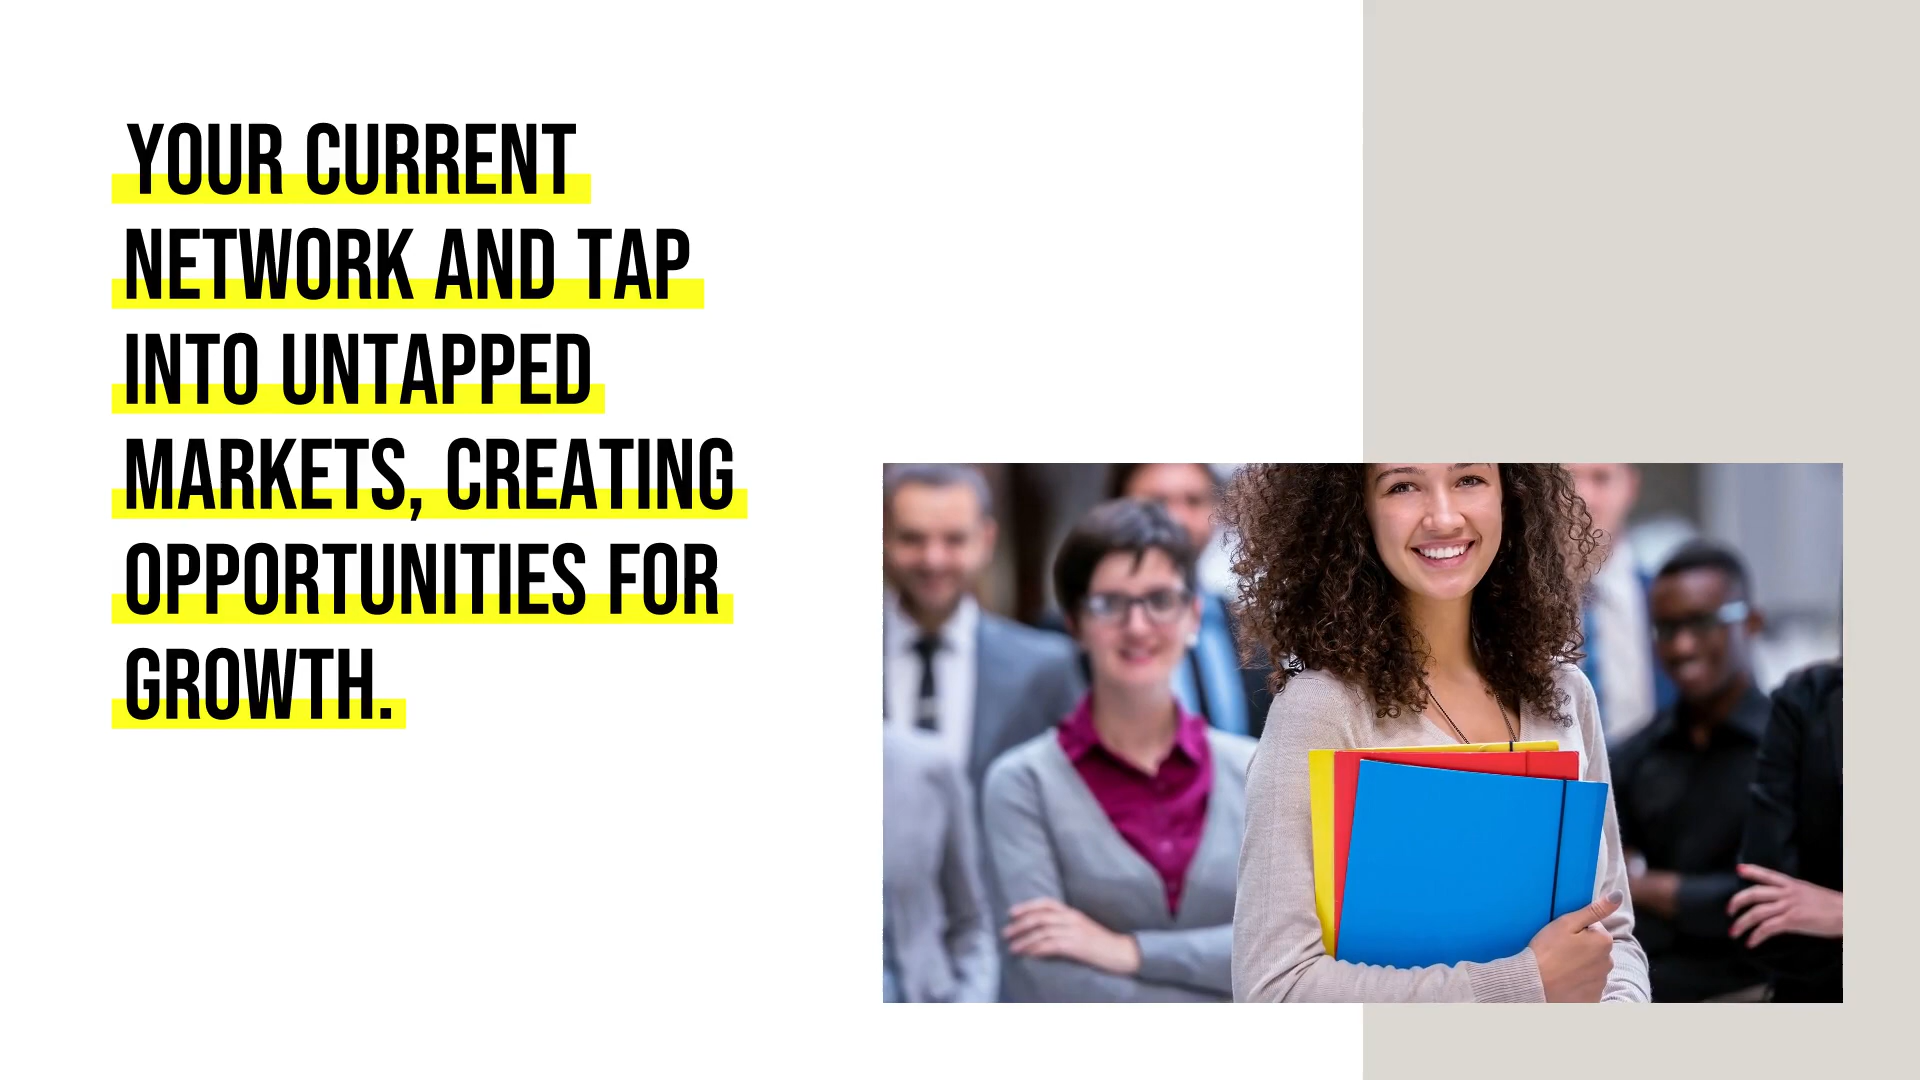 YOUR CURRENT
NETWORK AND TAP
INTO UNTAPPED
MARKETS, CREATING
OPPORTUNITIES FOR
GROWTH.